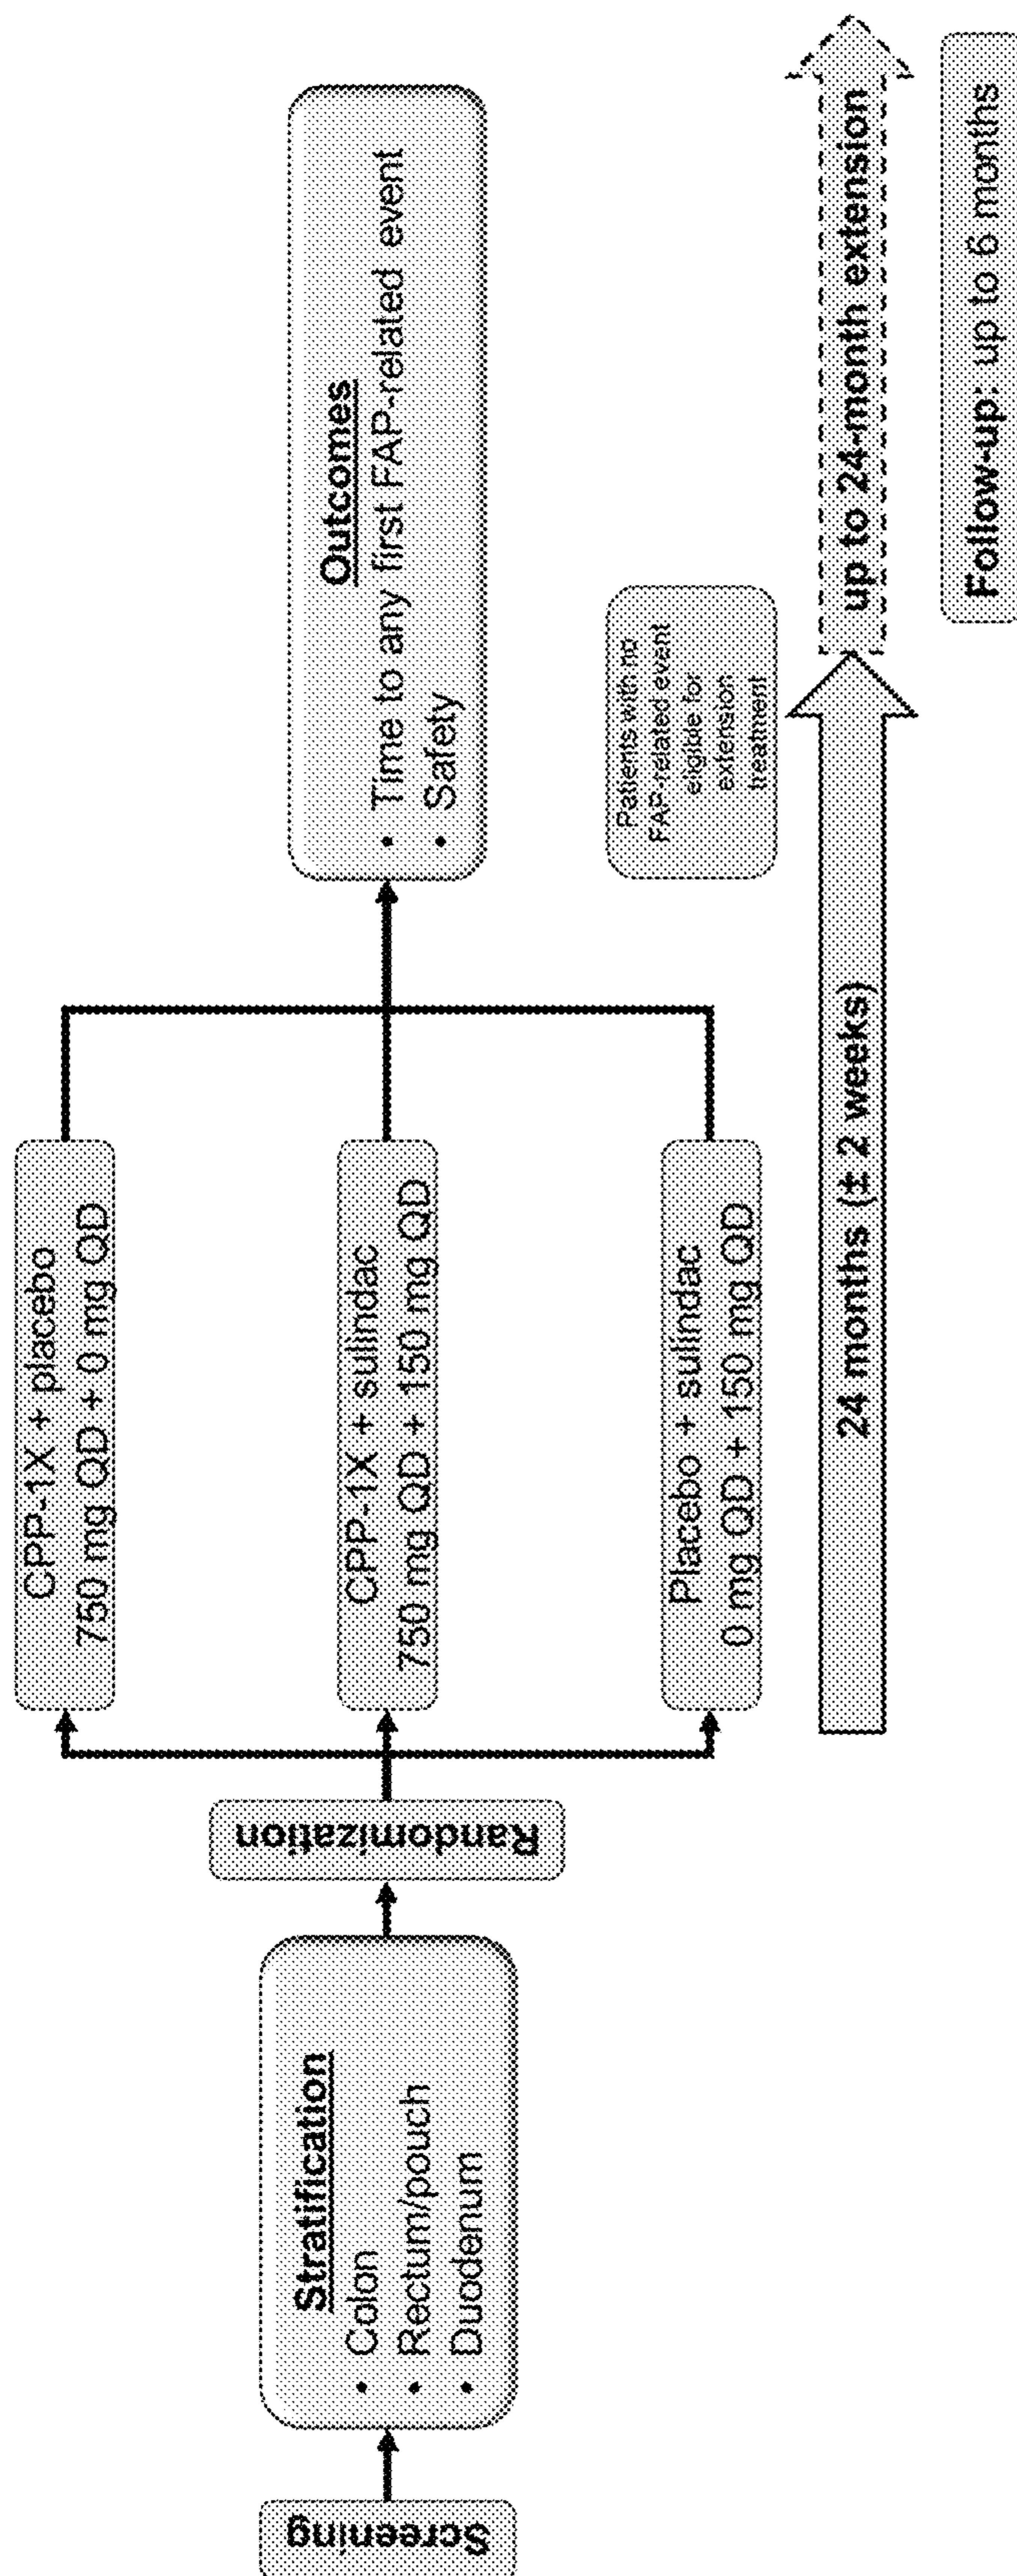 Screening
Stratification
• Colon
• Rectum/pouch
• Duodenum
Randomization
CPP-1X + placebo
750 mg QD + 0 mg QD
CPP-1X + sulindac
750 mg QD + 150 mg QD
Placebo + sulindac
0 mg QD + 150 mg QD
Outcomes
• Time to any first FAP-related event
• Safety
Patients with no
FAP-related event
eligible for
extension
treatment
24 months (± 2 weeks)
up to 24-month extension
Follow-up: up to 6 months